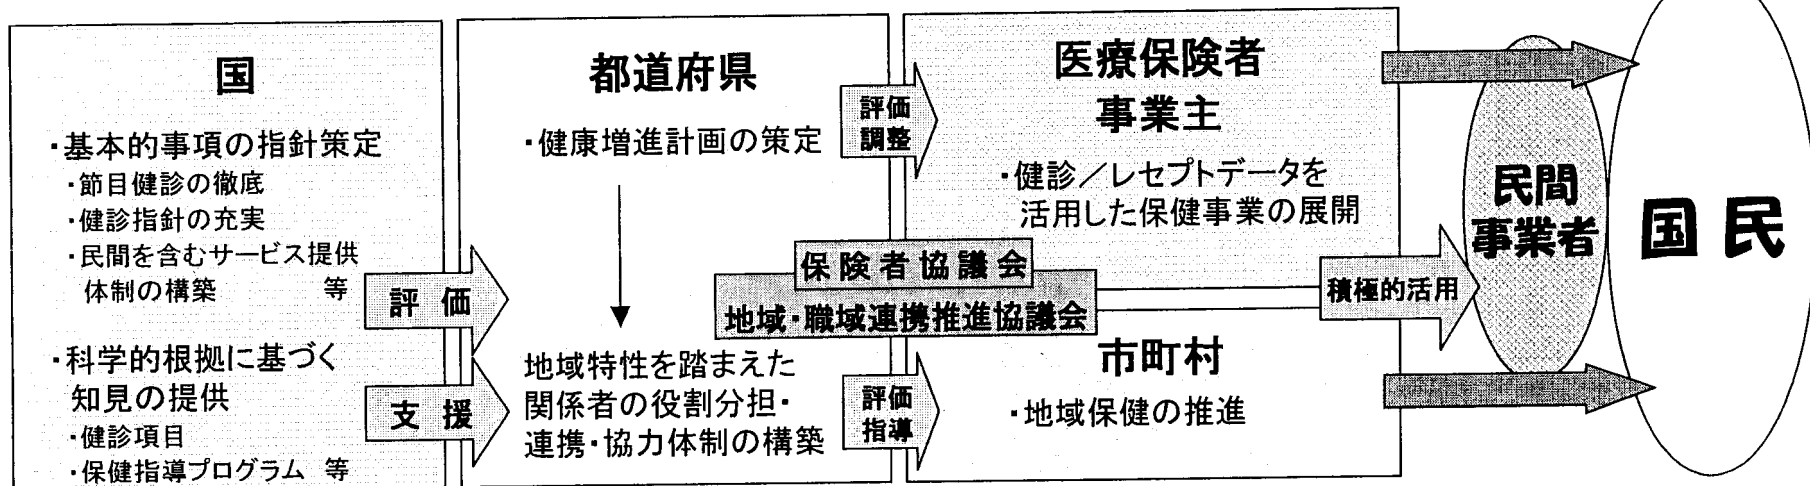 国
・基本的事項の指針策定
・節目健診の徹底
・健診指針の充実
・民間を含むサービス提供
体制の構築 等
・科学的根拠に基づく
知見の提供
・健診項目
・保健指導プログラム 等
評 価
支 援
都道府県
・健康増進計画の策定
地域特性を踏まえた
関係者の役割分担・
連携・協力体制の構築
評価
調整
評価
指導
保険者協議会
地域・職域連携推進協議会
医療保険者
事業主
・健診／レセプトデータを
活用した保健事業の展開
市町村
・地域保健の推進
積極的活用
民間
事業者
国 民